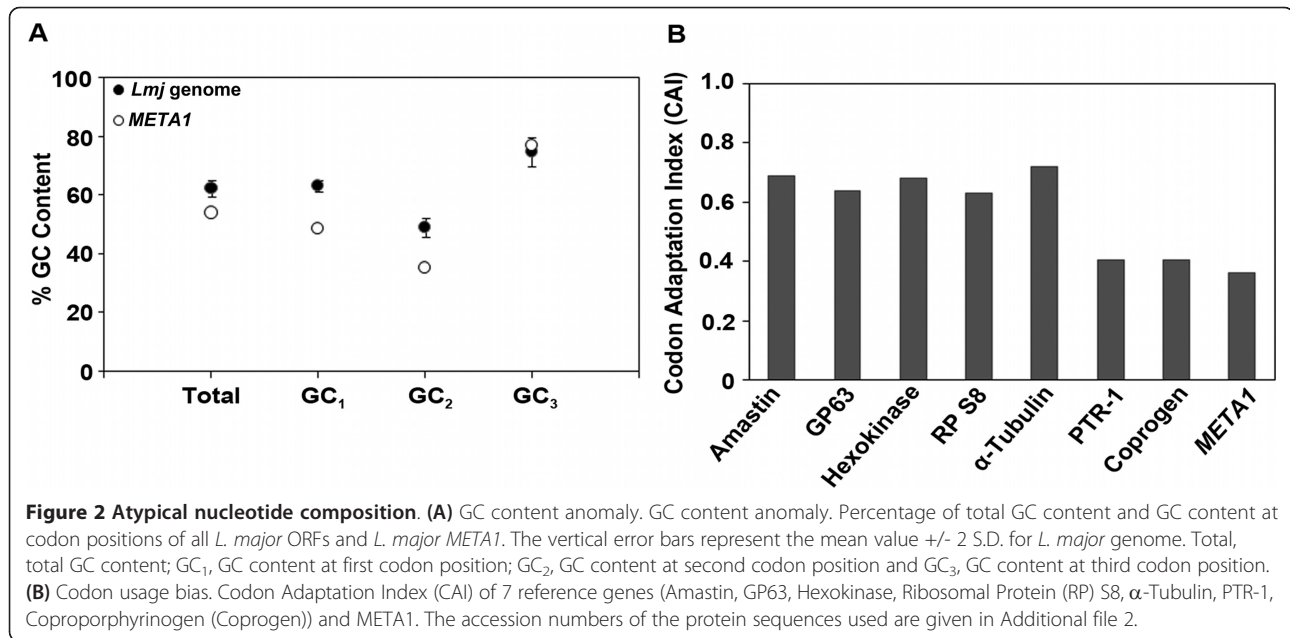 A
% GC Content
100
80
60
40
20
0
● Lmj genome
○ META1
Total
GC₁
GC₂
GC₃
B
Codon Adaptation Index (CAI)
1.0
0.8
0.6
0.4
0.2
0
Amastin
GP63
Hexokinase
RP S8
α-Tubulin
PTR-1
Coprogen
META1
Figure 2 Atypical nucleotide composition. (A) GC content anomaly. GC content anomaly. Percentage of total GC content and GC content at
codon positions of all L. major ORFs and L. major META1. The vertical error bars represent the mean value +/- 2 S.D. for L. major genome. Total,
total GC content; GC₁, GC content at first codon position; GC₂, GC content at second codon position and GC₃, GC content at third codon position.
(B) Codon usage bias. Codon Adaptation Index (CAI) of 7 reference genes (Amastin, GP63, Hexokinase, Ribosomal Protein (RP) S8, α-Tubulin, PTR-1,
Coproporphyrinogen (Coprogen)) and META1. The accession numbers of the protein sequences used are given in Additional file 2.